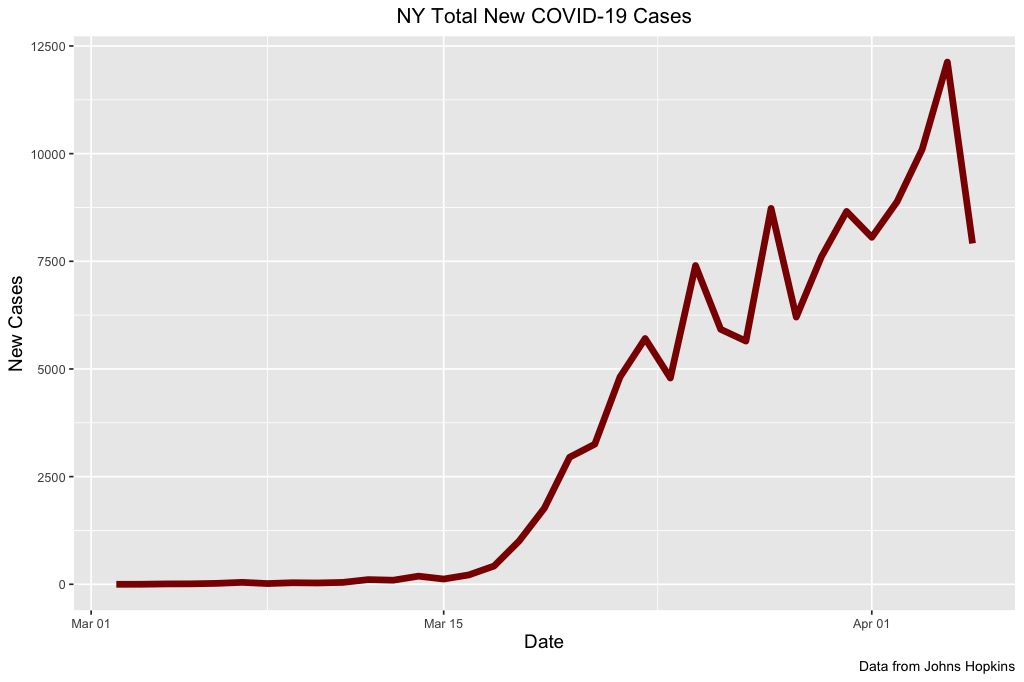 NY Total New COVID-19 Cases
12500
10000
7500
5000
2500
0
New Cases
Mar 01
Mar 15
Apr 01
Date
Data from Johns Hopkins